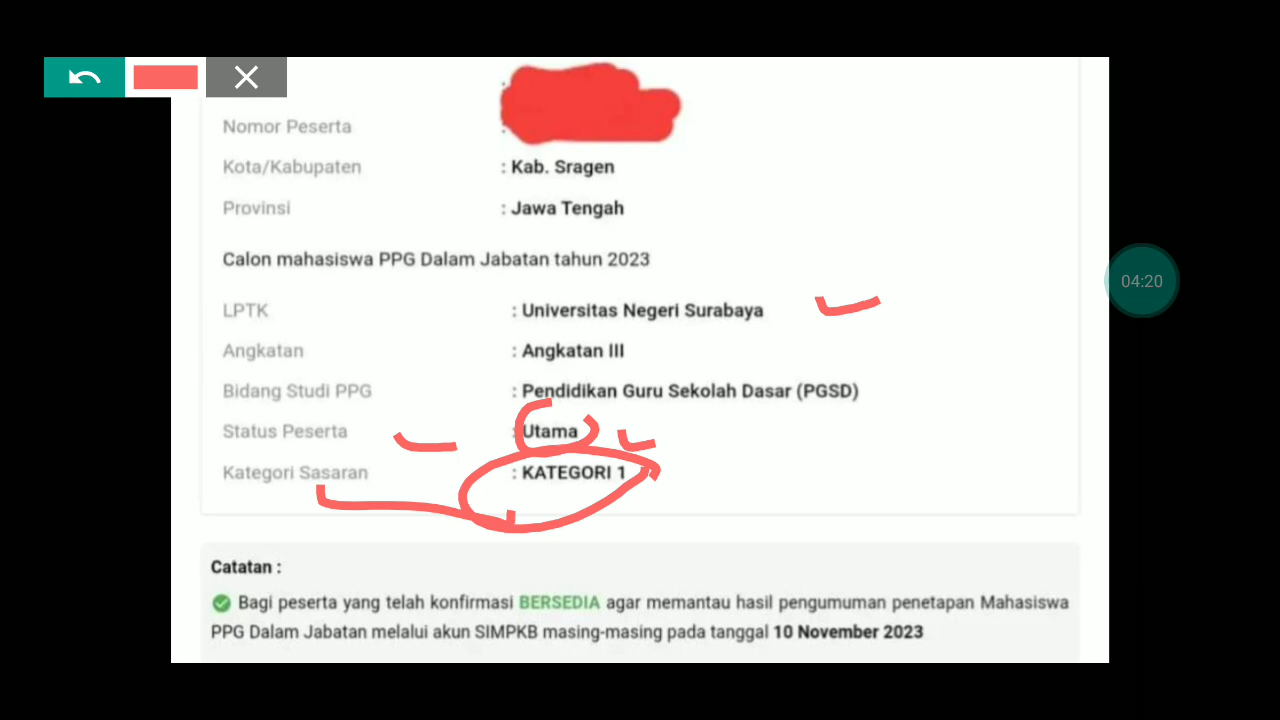 Nomor Peserta :
Kota/Kabupaten : Kab. Sragen
Provinsi : Jawa Tengah
Calon mahasiswa PPG Dalam Jabatan tahun 2023
LPTK : Universitas Negeri Surabaya
Angkatan : Angkatan III
Bidang Studi PPG : Pendidikan Guru Sekolah Dasar (PGSD)
Status Peserta : Utama
Kategori Sasaran : KATEGORI 1
Catatan :
Bagi peserta yang telah konfirmasi BERSEDIA agar memantau hasil pengumuman penetapan Mahasiswa
PPG Dalam Jabatan melalui akun SIMPKB masing-masing pada tanggal 10 November 2023
04:20